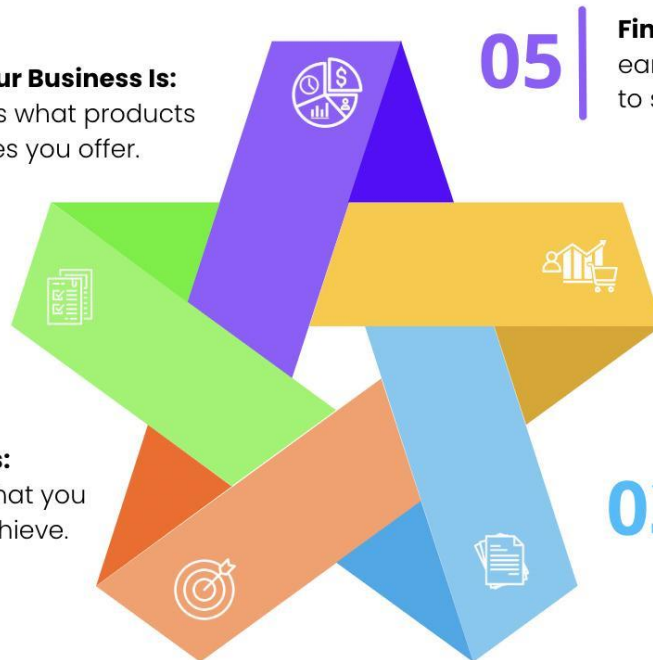 ur Business Is:
s what products
es you offer.
05
Fin
ear
to s
s:
hat you
hieve.
0